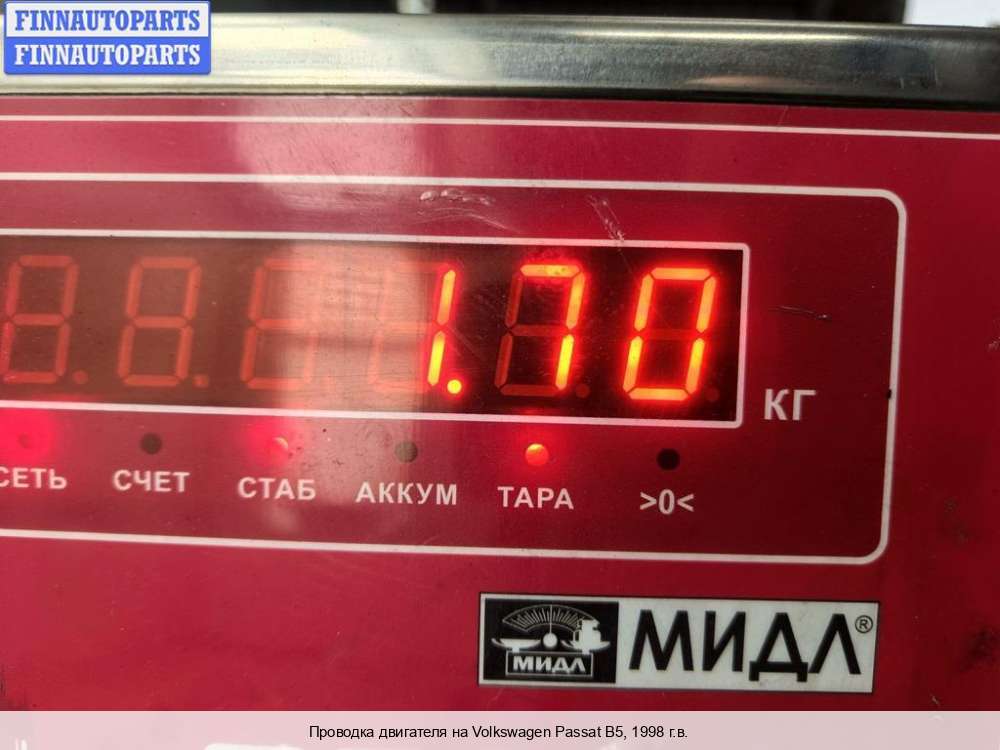 FINNAUTOPARTS
FINNAUTOPARTS
1.70
КГ
СЕТЬ СЧЕТ СТАБ АККУМ ТАРА >0<
МИДЛ МИДЛ®
Проводка двигателя на Volkswagen Passat B5, 1998 г.в.